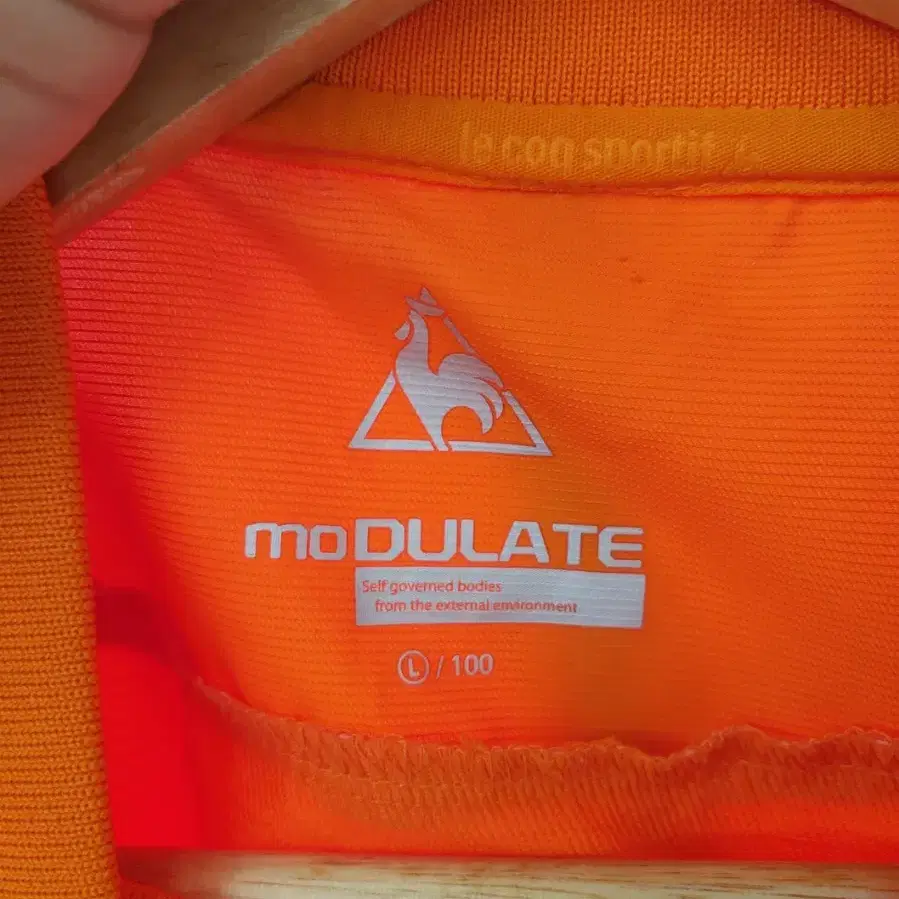 le coq sportif
moDULATE
Self governed bodies
from the external environment
L / 100